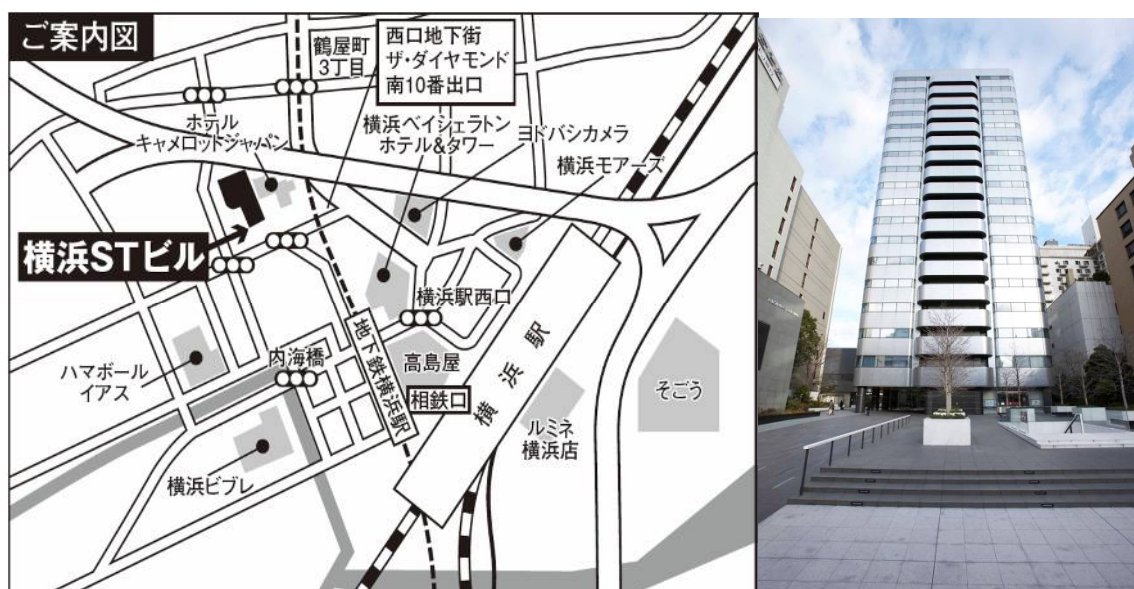 ご案内図
鶴屋町
3丁目
西口地下街
ザ・ダイヤモンド
南10番出口
ホテル
キャメロットジャパン
横浜ベイシェラトン
ホテル&タワー
ヨドバシカメラ
横浜モアーズ
横浜STビル
横浜駅西口
地下鉄横浜駅
高島屋
相鉄口
横浜駅
そごう
ルミネ
横浜店
ハマボール
イアス
内海橋
横浜ビブレ